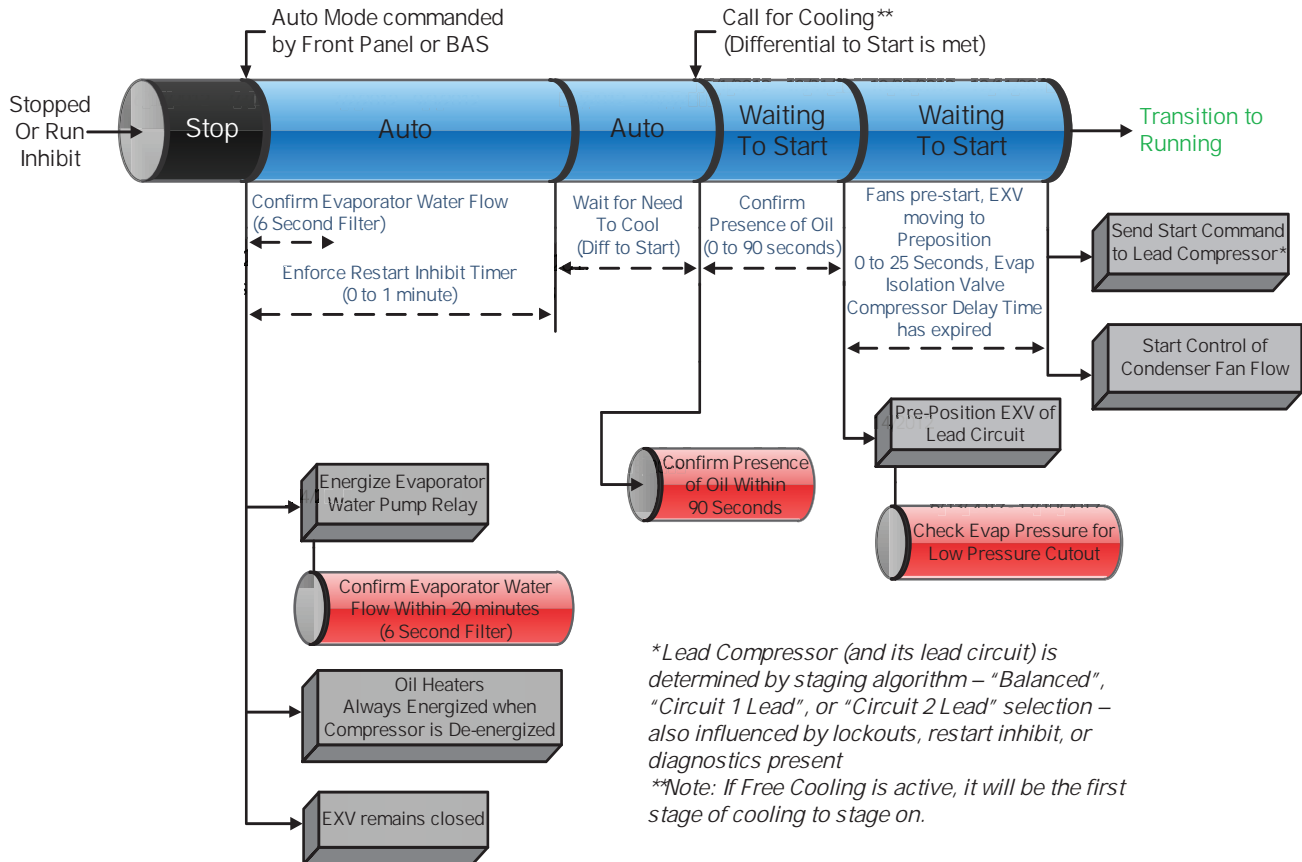 Auto Mode commanded
by Front Panel or BAS
Call for Cooling**
(Differential to Start is met)
Stopped
Or Run
Inhibit
Stop
Auto
Auto
Waiting
To Start
Waiting
To Start
Transition to
Running
Confirm Evaporator Water Flow
(6 Second Filter)
Enforce Restart Inhibit Timer
(0 to 1 minute)
Wait for Need
To Cool
(Diff to Start)
Confirm
Presence of Oil
(0 to 90 seconds)
Fans pre-start, EXV
moving to
Preposition
0 to 25 Seconds, Evap
Isolation Valve
Compressor Delay Time
has expired
Send Start Command
to Lead Compressor*
Start Control of
Condenser Fan Flow
Pre-Position EXV of
Lead Circuit
Check Evap Pressure for
Low Pressure Cutout
Confirm Presence
of Oil Within
90 Seconds
Energize Evaporator
Water Pump Relay
Confirm Evaporator Water
Flow Within 20 minutes
(6 Second Filter)
Oil Heaters
Always Energized when
Compressor is De-energized
EXV remains closed
*Lead Compressor (and its lead circuit) is
determined by staging algorithm – “Balanced”,
“Circuit 1 Lead”, or “Circuit 2 Lead” selection –
also influenced by lockouts, restart inhibit, or
diagnostics present
**Note: If Free Cooling is active, it will be the first
stage of cooling to stage on.